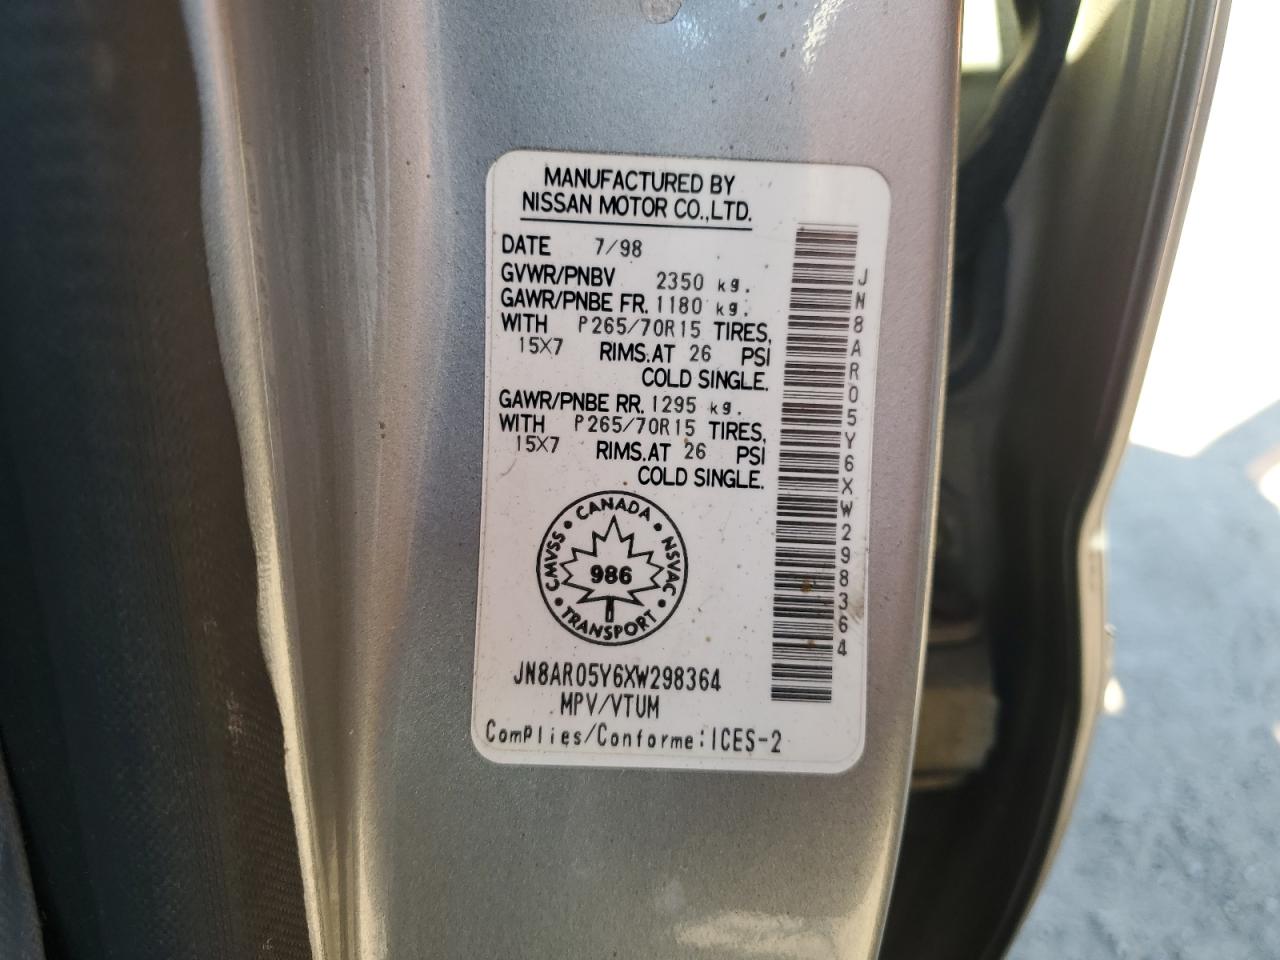 MANUFACTURED BY
NISSAN MOTOR CO.,LTD.
DATE 7/98
GVWR/PNBV 2350 kg.
GAWR/PNBE FR. 1180 kg.
WITH P265/70R15 TIRES,
15X7 RIMS.AT 26 PSI
COLD SINGLE.
GAWR/PNBE RR. 1295 kg.
WITH P265/70R15 TIRES,
15X7 RIMS.AT 26 PSI
COLD SINGLE.
CANADA
CMVSS • NSVAC
986
TRANSPORT
JN8AR05Y6XW298364
MPV/VTUM
Complies/Conforme:ICES-2
JN8AR05Y6XW298364